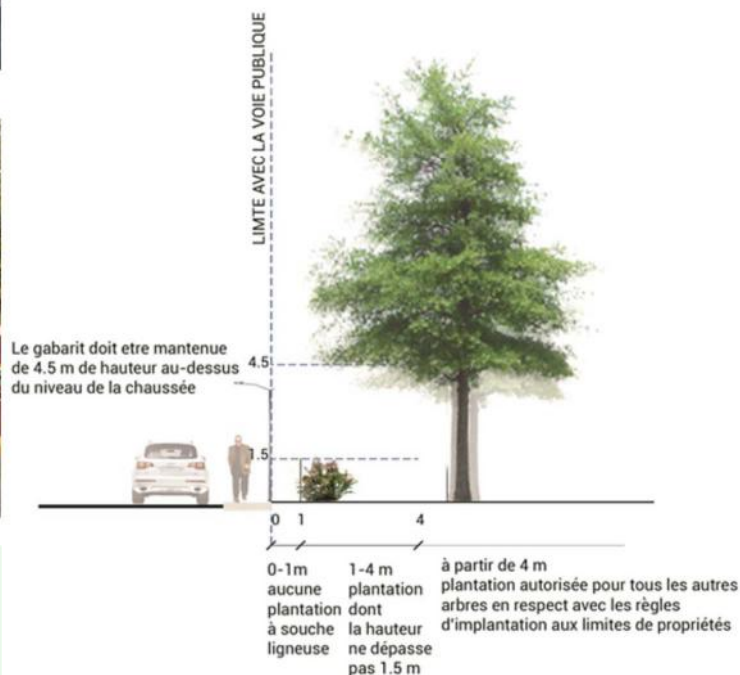 LIMTE AVEC LA VOIE PUBLIQUE
Le gabarit doit etre mantenue
de 4.5 m de hauteur au-dessus
du niveau de la chaussée
4.5
1.5
0 1 4
0-1m
aucune
plantation
à souche
ligneuse
1-4 m
plantation
dont
la hauteur
ne dépasse
pas 1.5 m
à partir de 4 m
plantation autorisée pour tous les autres
arbres en respect avec les règles
d'implantation aux limites de propriétés